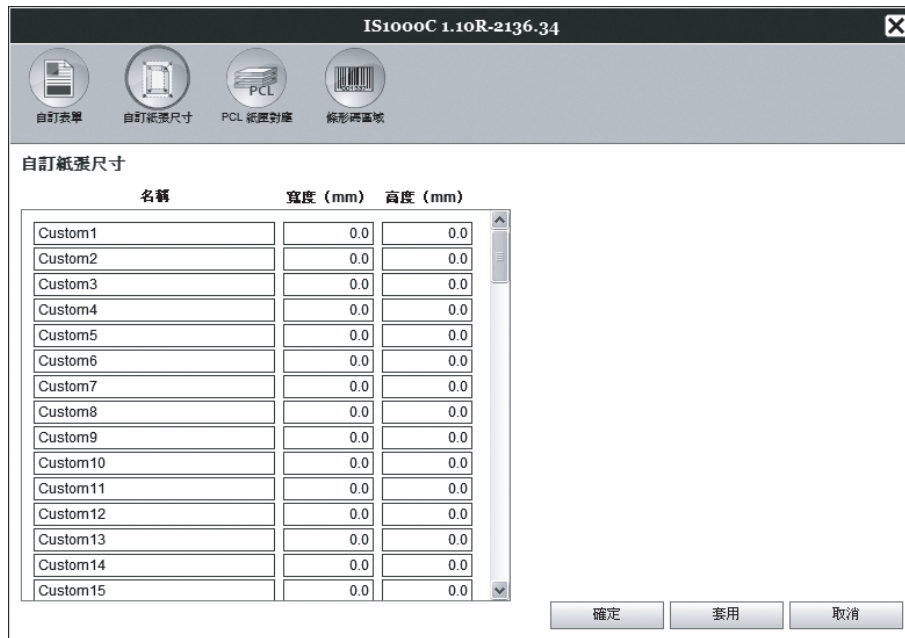 IS1000C 1.10R-2136.34
自訂表單 自訂紙張尺寸 PCL 紙匣對應 條形碼區域
自訂紙張尺寸
名稱 寬度 (mm) 高度 (mm)
Custom1 0.0 0.0
Custom2 0.0 0.0
Custom3 0.0 0.0
Custom4 0.0 0.0
Custom5 0.0 0.0
Custom6 0.0 0.0
Custom7 0.0 0.0
Custom8 0.0 0.0
Custom9 0.0 0.0
Custom10 0.0 0.0
Custom11 0.0 0.0
Custom12 0.0 0.0
Custom13 0.0 0.0
Custom14 0.0 0.0
Custom15 0.0 0.0
確定 套用 取消